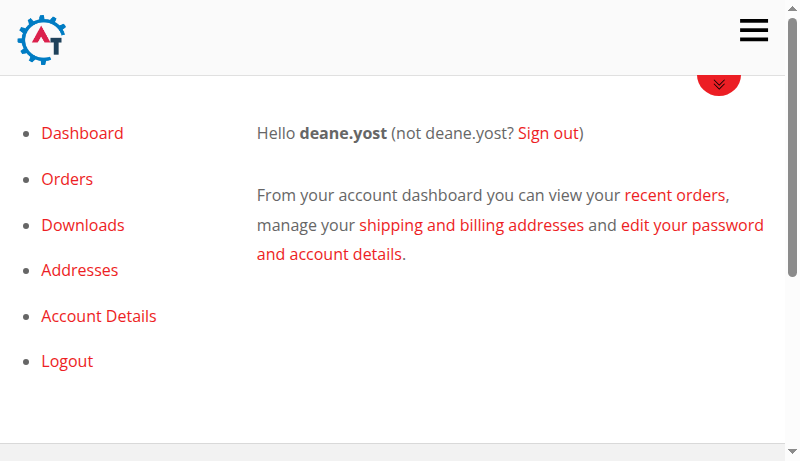 AT
Dashboard
Orders
Downloads
Addresses
Account Details
Logout
Hello deane.yost (not deane.yost? Sign out)
From your account dashboard you can view your recent orders,
manage your shipping and billing addresses and edit your password
and account details.